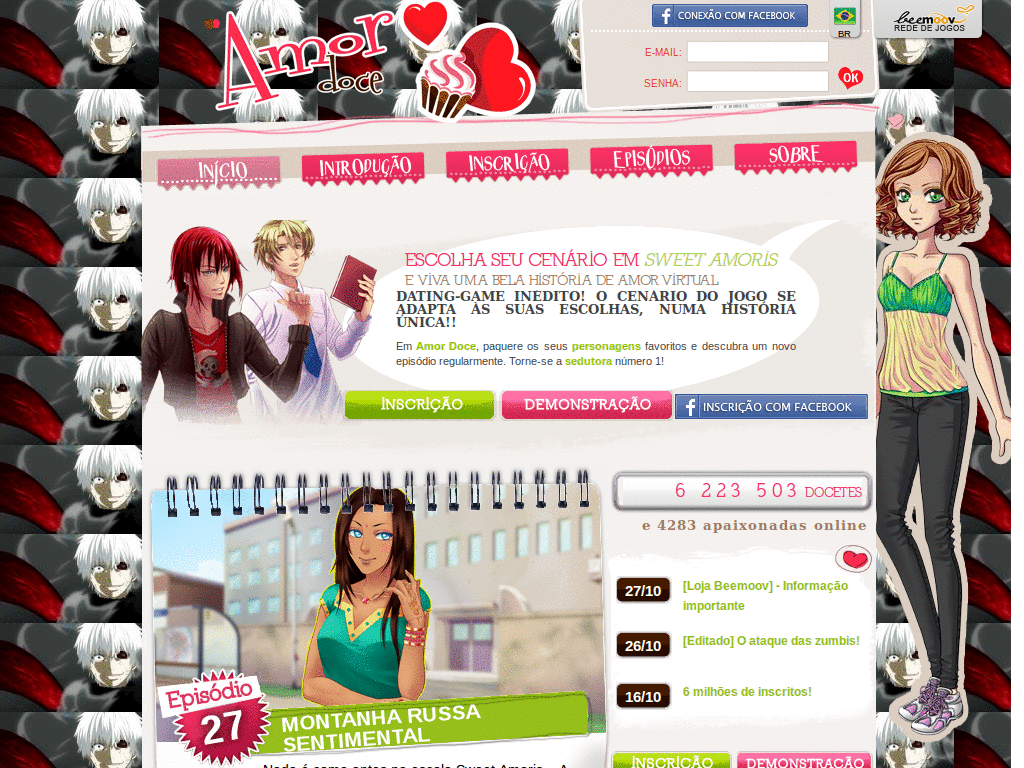 Amor
doce
CONEXÃO COM FACEBOOK
BR
Beemoov
REDE DE JOGOS
E-MAIL:
SENHA:
OK
INÍCIO
INTRODUÇÃO
INSCRIÇÃO
EPISÓDIOS
SOBRE
ESCOLHA SEU CENÁRIO EM SWEET AMORIS
E VIVA UMA BELA HISTÓRIA DE AMOR VIRTUAL
DATING-GAME INEDITO! O CENARIO DO JOGO SE
ADAPTA ÀS SUAS ESCOLHAS, NUMA HISTÓRIA
ÚNICA!!
Em Amor Doce, paquere os seus personagens favoritos e descubra um novo
episódio regularmente. Torne-se a sedutora número 1!
INSCRIÇÃO
DEMONSTRAÇÃO
INSCRIÇÃO COM FACEBOOK
6 223 503 DOCETES
e 4283 apaixonadas online
27/10
[Loja Beemoov] - Informação
importante
26/10
[Editado] O ataque das zumbis!
16/10
6 milhões de inscritos!
Episódio
27
MONTANHA RUSSA
SENTIMENTAL
Nada é como antes na escola Sweet Amoris... A
INSCRIÇÃO
DEMONSTRAÇÃO